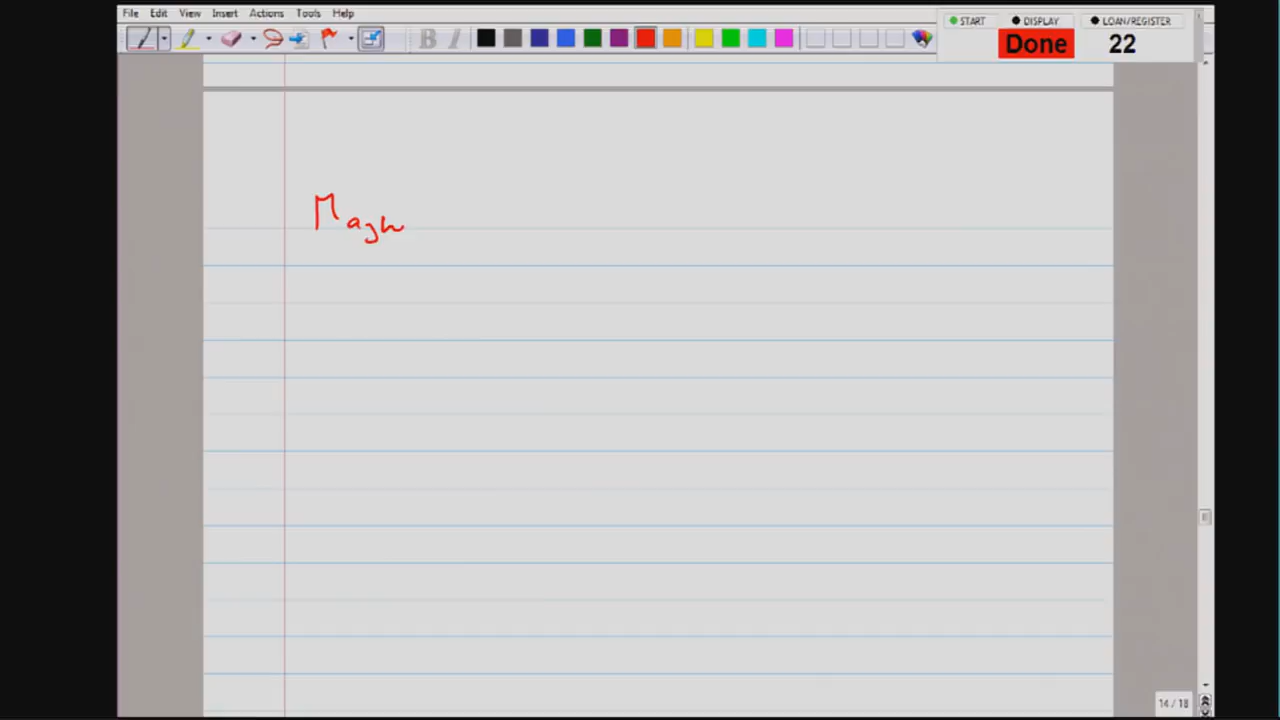 File Edit View Insert Actions Tools Help
START DISPLAY LOAN/REGISTER
B I Done 22
Magh
14 / 18